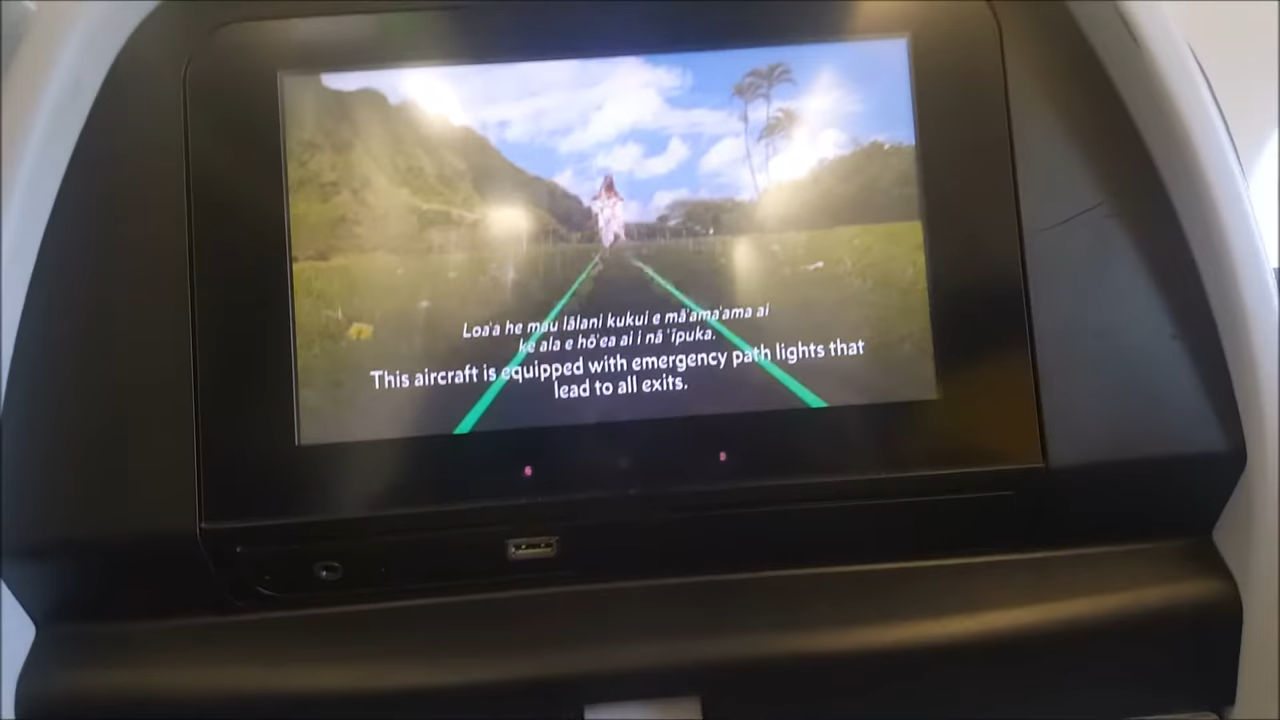 Loaʻa he mau lālani kukui e māʻamaʻama ai
ke ala e hōʻea ai i nā ʻīpuka.
This aircraft is equipped with emergency path lights that
lead to all exits.